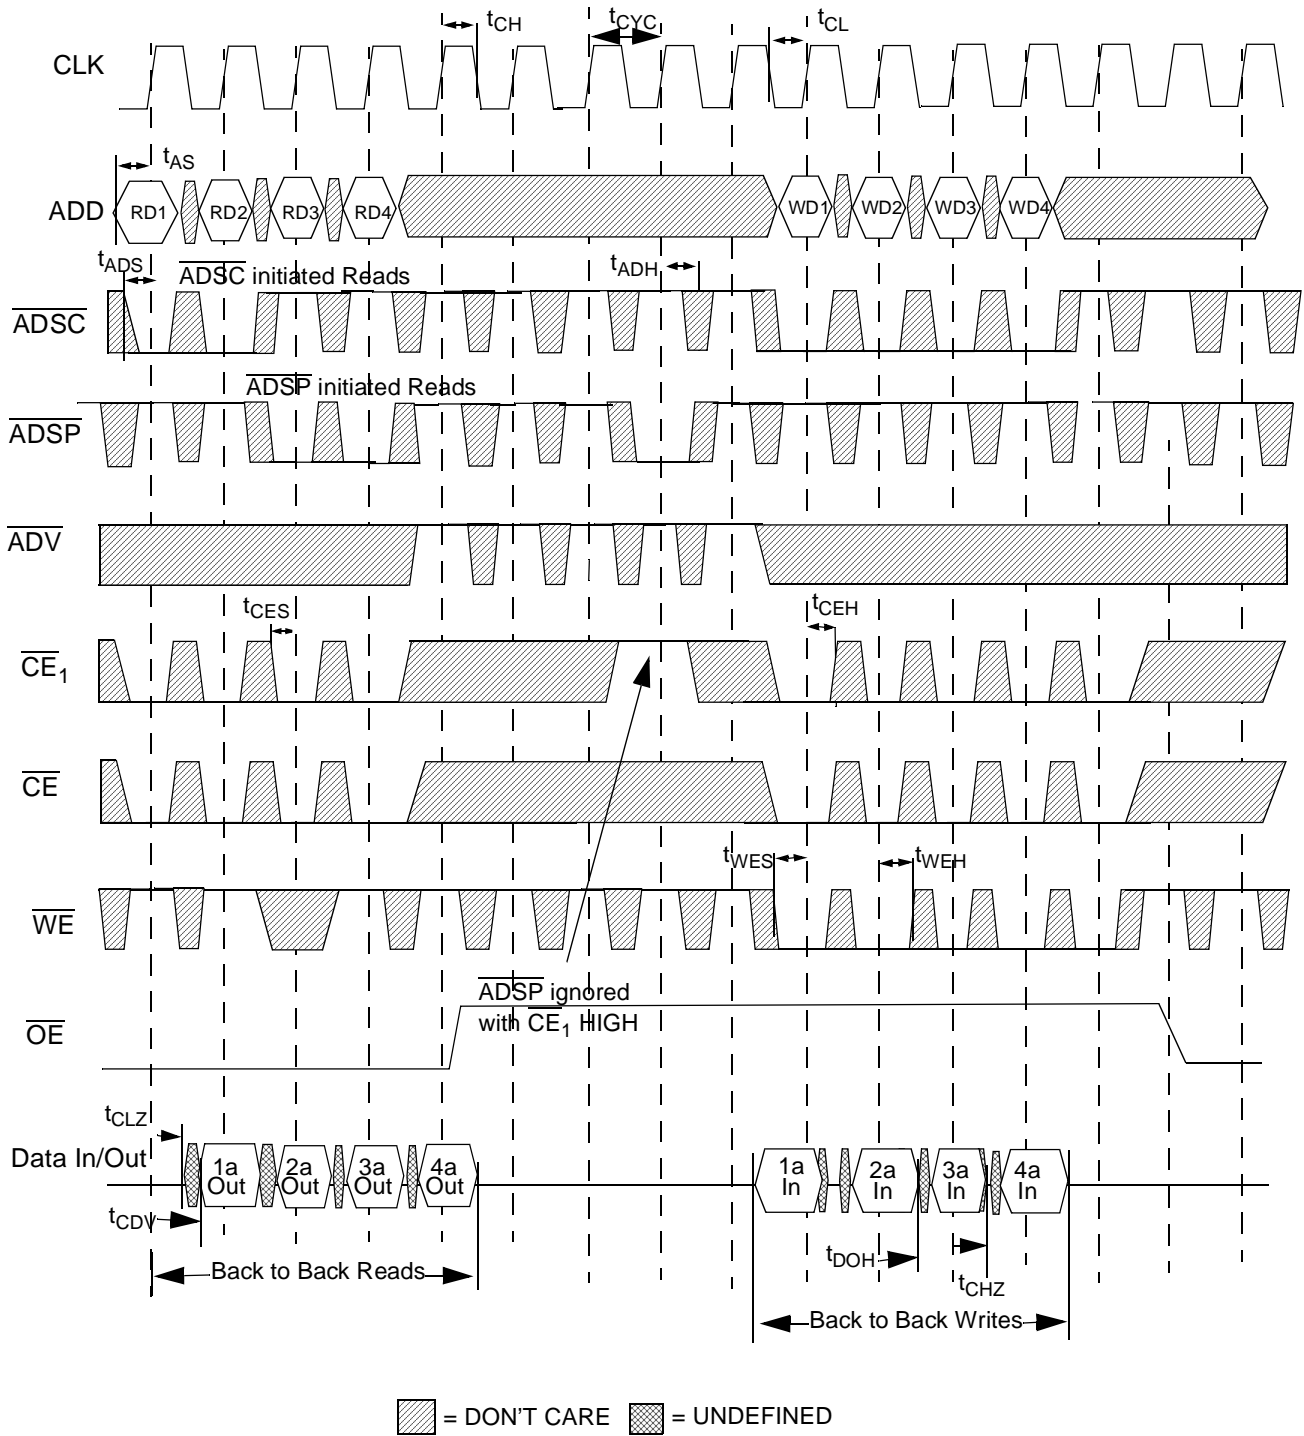 tCH
tCYC
tCL
CLK
tAS
ADD
RD1
RD2
RD3
RD4
WD1
WD2
WD3
WD4
tADS
ADSC initiated Reads
tADH
ADSC
ADSP initiated Reads
ADSP
ADV
tCES
tCEH
CE1
CE
tWES
tWEH
WE
ADSP ignored
with CE1 HIGH
OE
tCLZ
Data In/Out
1a
Out
2a
Out
3a
Out
4a
Out
1a
In
2a
In
3a
In
4a
In
tCDV
tDOH
tCHZ
Back to Back Reads
Back to Back Writes
= DON'T CARE
= UNDEFINED